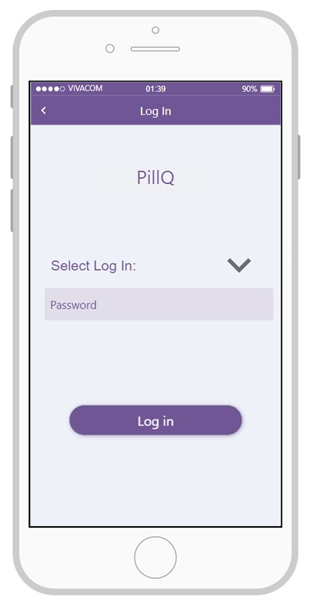 VIVACOM 01:39 90%
Log In
PillQ
Select Log In:
Password
Log in